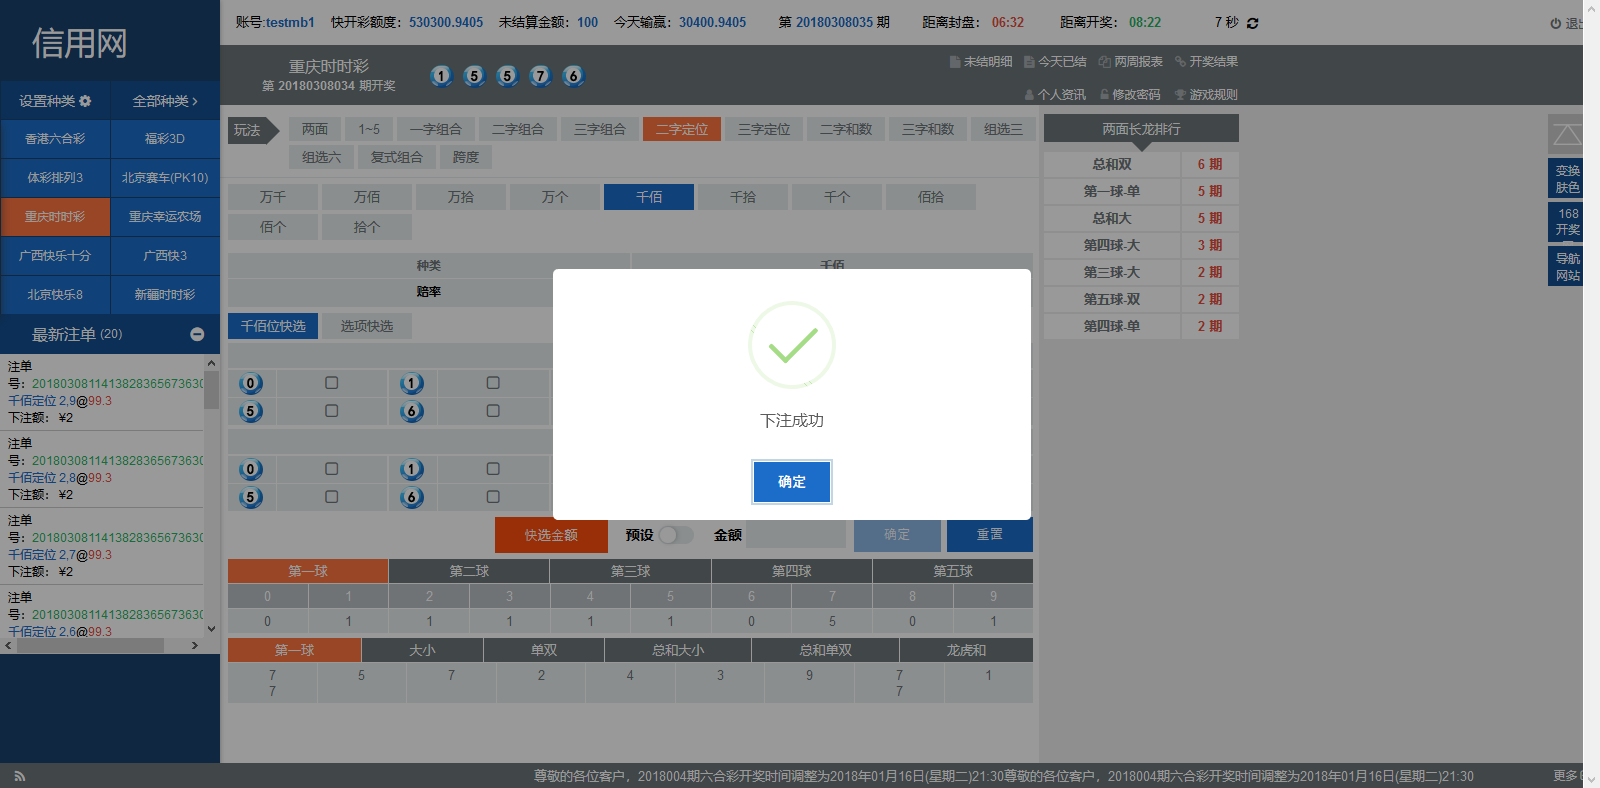 账号:testmb1 快开彩额度：530300.9405 未结算金额：100 今天输赢：30400.9405 第 20180308035 期 距离封盘：06:32 距离开奖：08:22 7 秒
信用网
重庆时时彩
第 20180308034 期开奖
1 5 5 7 6
未结明细 今天已结 两周报表 开奖结果
个人资讯 修改密码 游戏规则
设置种类 全部种类
香港六合彩 福彩3D
体彩排列3 北京赛车(PK10)
重庆时时彩 重庆幸运农场
广西快乐十分 广西快3
北京快乐8 新疆时时彩
最新注单 (20)
注单
号：2018030811413828365673630
千佰定位 2,9@99.3
下注额： ¥2
注单
号：2018030811413828365673630
千佰定位 2,8@99.3
下注额： ¥2
注单
号：2018030811413828365673630
千佰定位 2,7@99.3
下注额： ¥2
注单
号：2018030811413828365673630
千佰定位 2,6@99.3
玩法 两面 1~5 一字组合 二字组合 三字组合 二字定位 三字定位 二字和数 三字和数 组选三
组选六 复式组合 跨度
万千 万佰 万拾 万个 千佰 千拾 千个 佰拾
佰个 拾个
种类 千佰
赔率
千佰位快选 选项快选
0 1
5 6
0 1
5 6
下注成功
确定
快选金额 预设 金额 确定 重置
第一球 第二球 第三球 第四球 第五球
0 1 2 3 4 5 6 7 8 9
0 1 1 1 1 1 0 5 0 1
第一球 大小 单双 总和大小 总和单双 龙虎和
7 5 7 2 4 3 9 7 1
7 7
两面长龙排行
总和双 6 期
第一球-单 5 期
总和大 5 期
第四球-大 3 期
第三球-大 2 期
第五球-双 2 期
第四球-单 2 期
变换
肤色
168
开奖
导航
网站
尊敬的各位客户，2018004期六合彩开奖时间调整为2018年01月16日(星期二)21:30尊敬的各位客户，2018004期六合彩开奖时间调整为2018年01月16日(星期二)21:30
更多